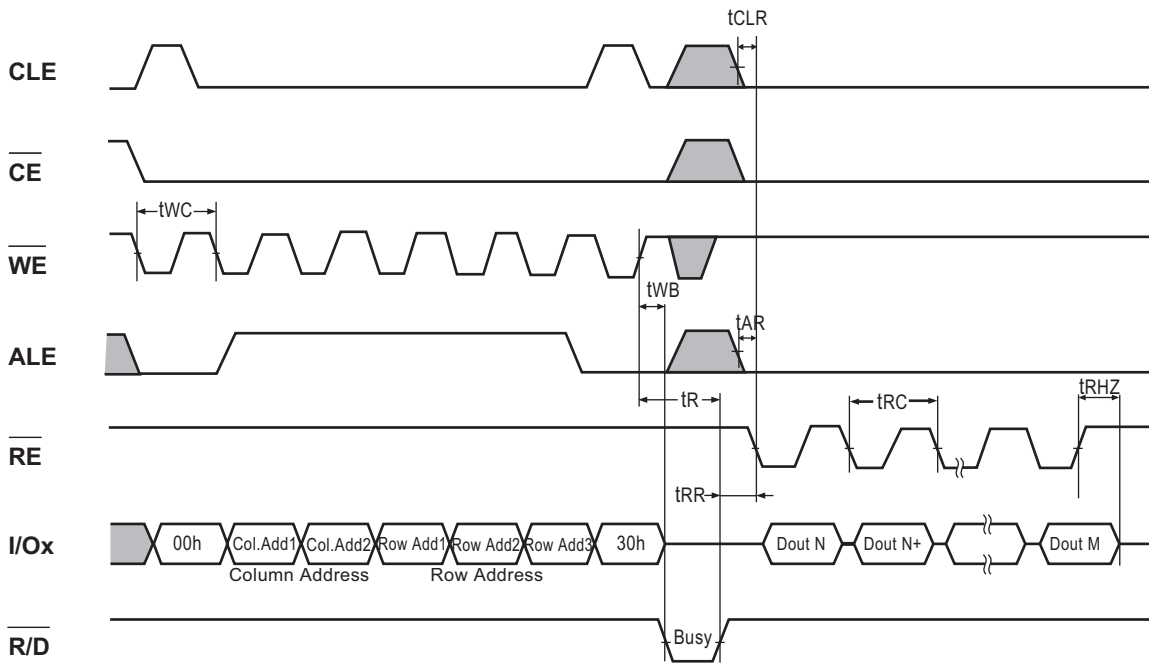 tCLR
CLE
CE
tWC
WE
tWB
tAR
ALE
tR
tRC
tRHZ
RE
tRR
I/Ox
00h
Col.Add1
Col.Add2
Row Add1
Row Add2
Row Add3
30h
Dout N
Dout N+
Dout M
Column Address
Row Address
R/D
Busy